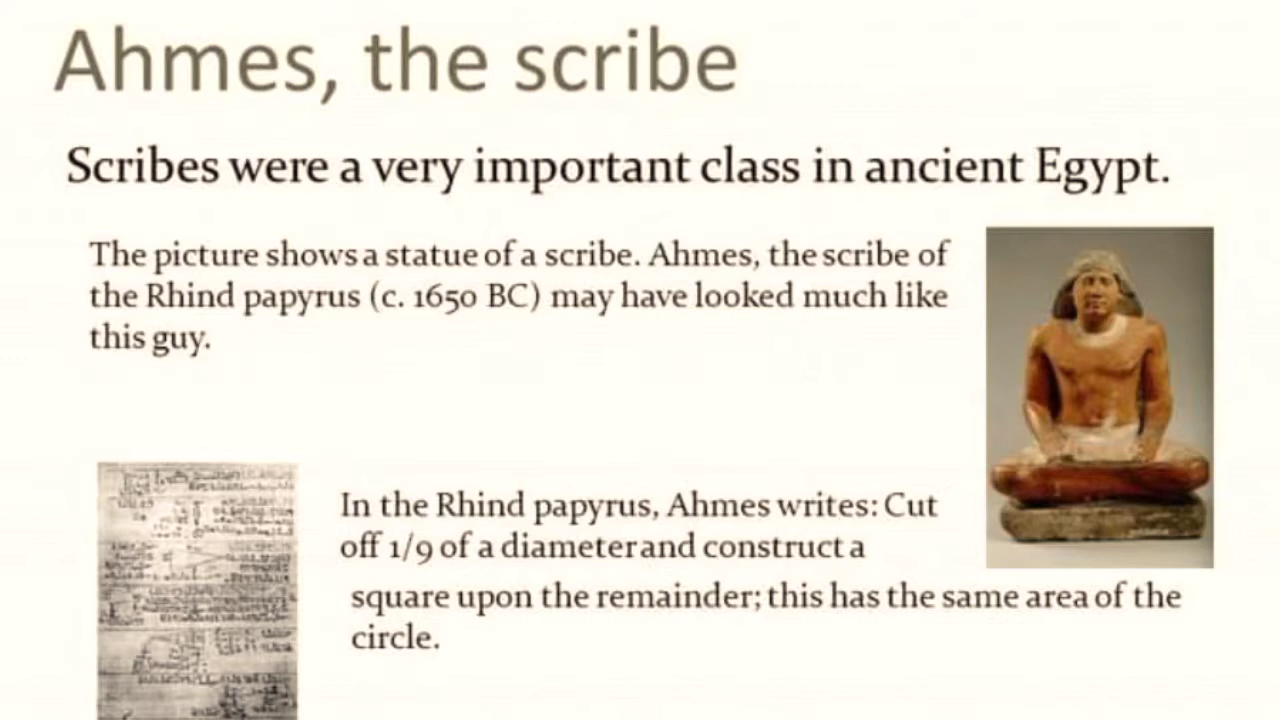 Ahmes, the scribe
Scribes were a very important class in ancient Egypt.
The picture shows a statue of a scribe. Ahmes, the scribe of
the Rhind papyrus (c. 1650 BC) may have looked much like
this guy.
In the Rhind papyrus, Ahmes writes: Cut
off 1/9 of a diameter and construct a
square upon the remainder; this has the same area of the
circle.